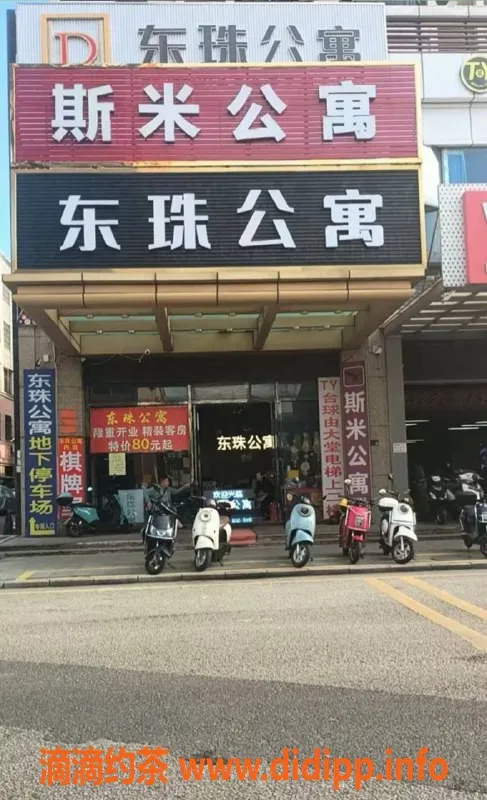 D 东珠公寓
斯米公寓
东珠公寓
东珠公寓地下停车场
棋牌
东珠公寓
隆重开业 精装客房
特价80元起
东珠公寓
TY台球由大堂电梯上二楼
斯米公寓
滴滴约茶 www.didipp.info